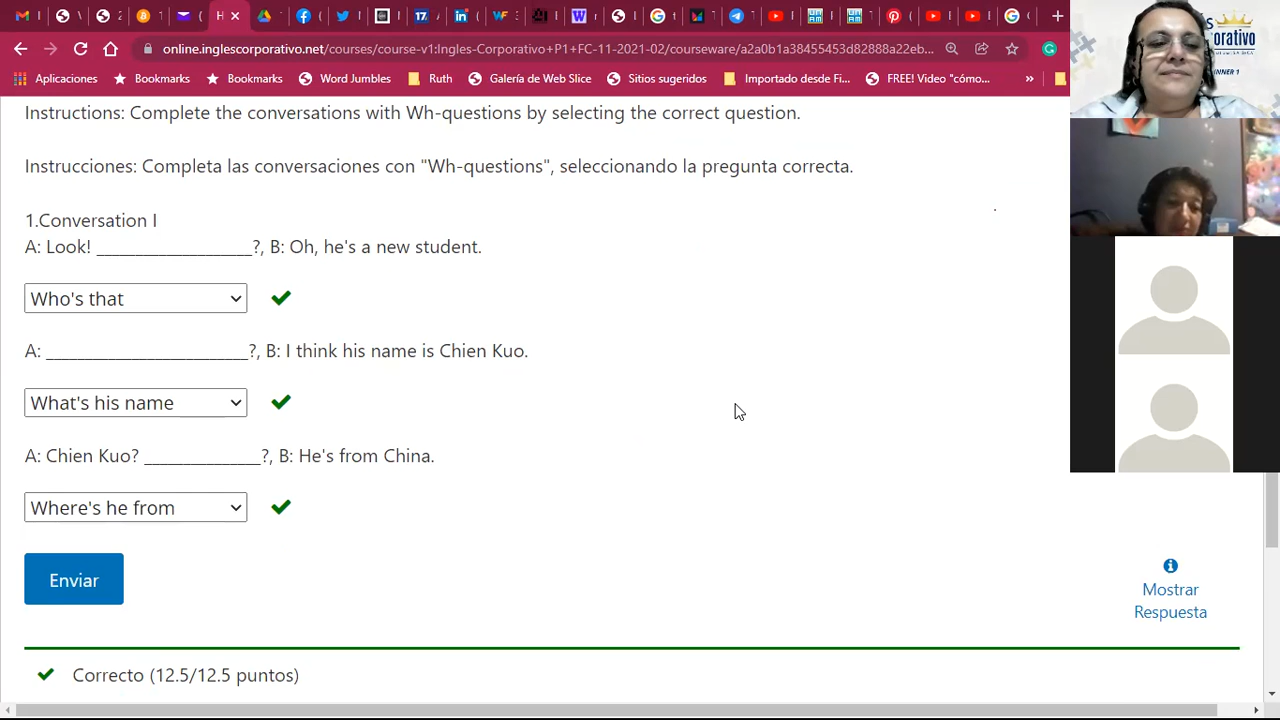 online.inglescorporativo.net/courses/course-v1:Ingles-Corporativo+P1+FC-11-2021-02/courseware/a2a0b1a38455453d82888a22eb...
Aplicaciones Bookmarks Bookmarks Word Jumbles Ruth Galería de Web Slice Sitios sugeridos Importado desde Fi... FREE! Video "cómo... »
Instructions: Complete the conversations with Wh-questions by selecting the correct question.
Instrucciones: Completa las conversaciones con "Wh-questions", seleccionando la pregunta correcta.
1.Conversation I
A: Look! ____________________?, B: Oh, he's a new student.
Who's that
A: _________________________?, B: I think his name is Chien Kuo.
What's his name
A: Chien Kuo? ______________?, B: He's from China.
Where's he from
Enviar
Mostrar
Respuesta
Correcto (12.5/12.5 puntos)